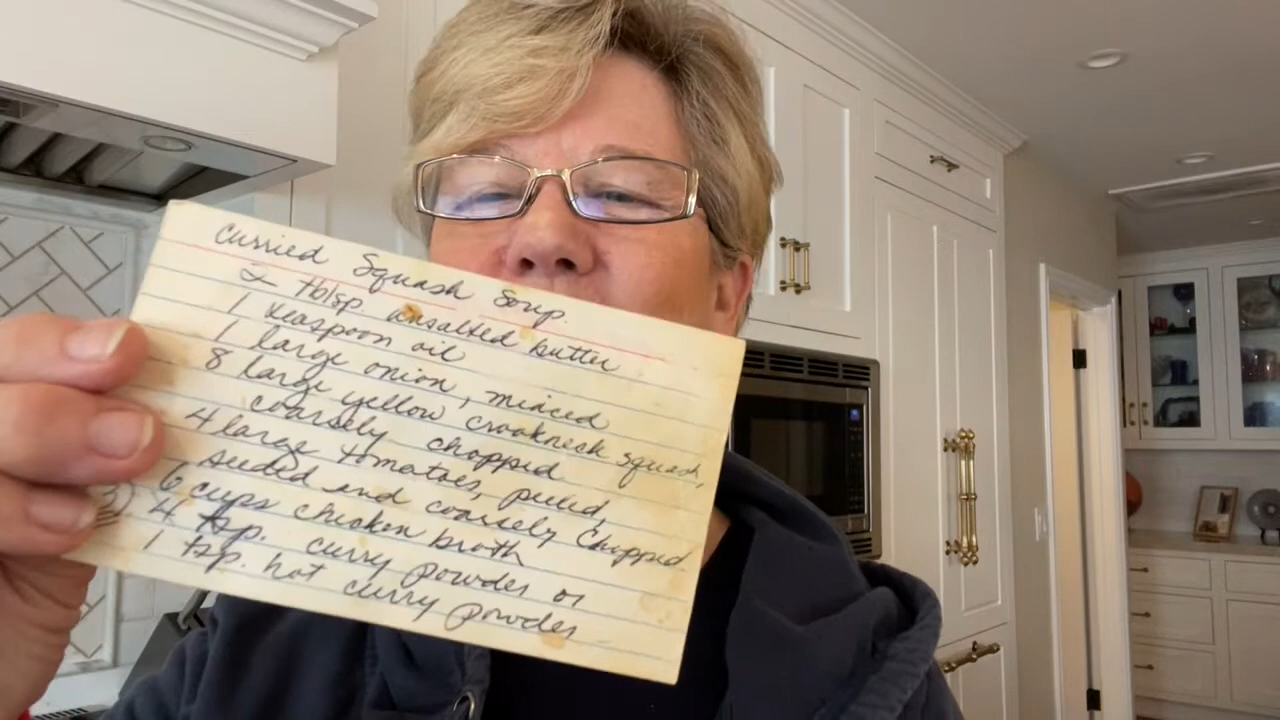 Curried Squash Soup.
2 tblsp. unsalted butter
1 teaspoon oil
1 large onion, minced
8 large yellow crookneck squash,
coarsely chopped
4 large tomatoes, peeled,
seeded and coarsely chopped
6 cups chicken broth
3) 4 tsp. curry powder or
1 tsp. hot curry powder